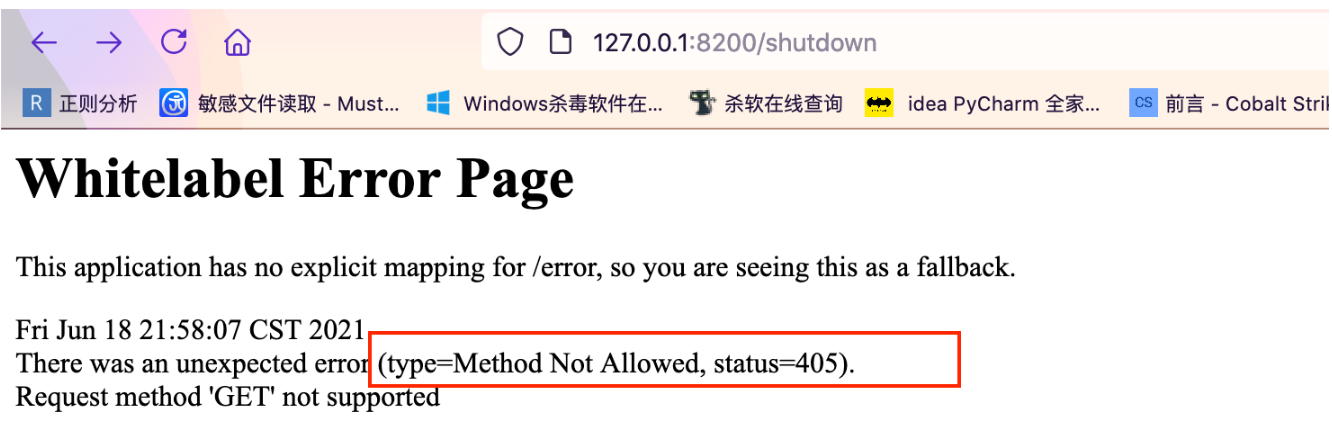 127.0.0.1:8200/shutdown
R 正则分析 敏感文件读取 - Must... Windows杀毒软件在... 杀软在线查询 idea PyCharm 全家... CS 前言 - Cobalt Strik
Whitelabel Error Page
This application has no explicit mapping for /error, so you are seeing this as a fallback.
Fri Jun 18 21:58:07 CST 2021
There was an unexpected error (type=Method Not Allowed, status=405).
Request method 'GET' not supported